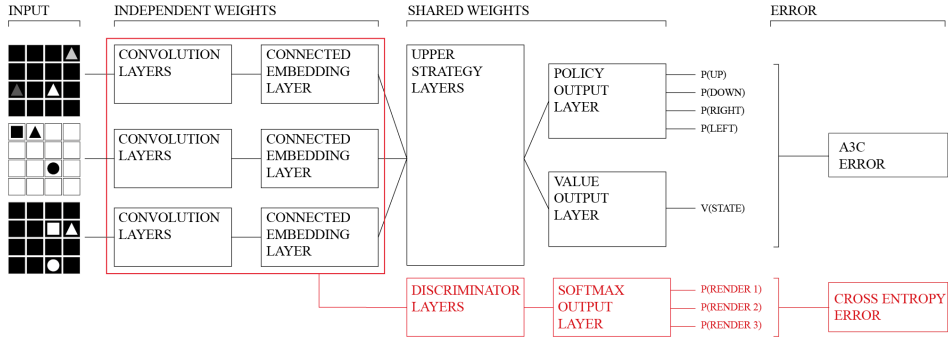 INPUT
INDEPENDENT WEIGHTS
SHARED WEIGHTS
ERROR
CONVOLUTION
LAYERS
CONNECTED
EMBEDDING
LAYER
CONVOLUTION
LAYERS
CONNECTED
EMBEDDING
LAYER
CONVOLUTION
LAYERS
CONNECTED
EMBEDDING
LAYER
UPPER
STRATEGY
LAYERS
POLICY
OUTPUT
LAYER
P(UP)
P(DOWN)
P(RIGHT)
P(LEFT)
VALUE
OUTPUT
LAYER
V(STATE)
A3C
ERROR
DISCRIMINATOR
LAYERS
SOFTMAX
OUTPUT
LAYER
P(RENDER 1)
P(RENDER 2)
P(RENDER 3)
CROSS ENTROPY
ERROR